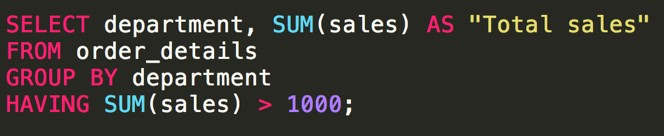 SELECT department, SUM(sales) AS "Total sales"
FROM order_details
GROUP BY department
HAVING SUM(sales) > 1000;